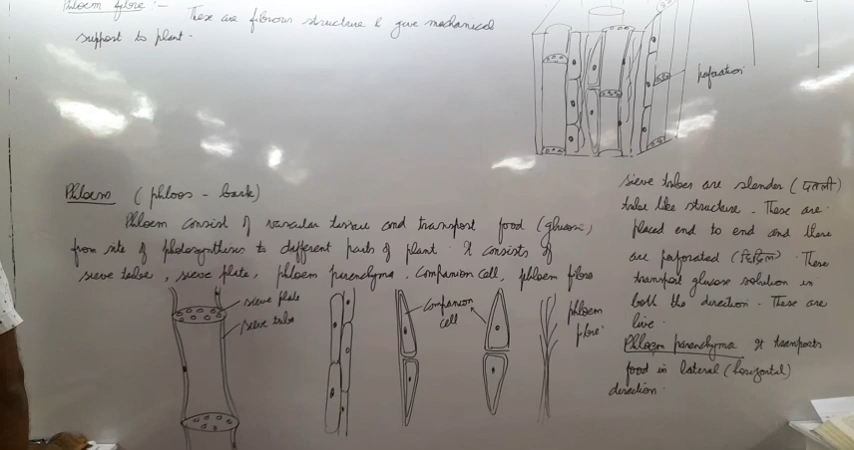 Phloem fibre :- These are fibrous structure & give mechanical
support to plant.
perforation
Phloem (phloos - bark)
Phloem consist of vascular tissue and transport food (glucose)
from site of photosynthesis to different parts of plant. It consists of
sieve tube, sieve plate, phloem parenchyma, Companion cell, phloem fibre
sieve plate
sieve tube
Companion
cell
phloem
fibre
sieve tubes are slender (पतली)
tube like structure. These are
placed end to end and there
are perforated These
transport glucose solution in
both the direction. These are
live.
Phloem parenchyma It transports
food in lateral (horizontal)
direction.